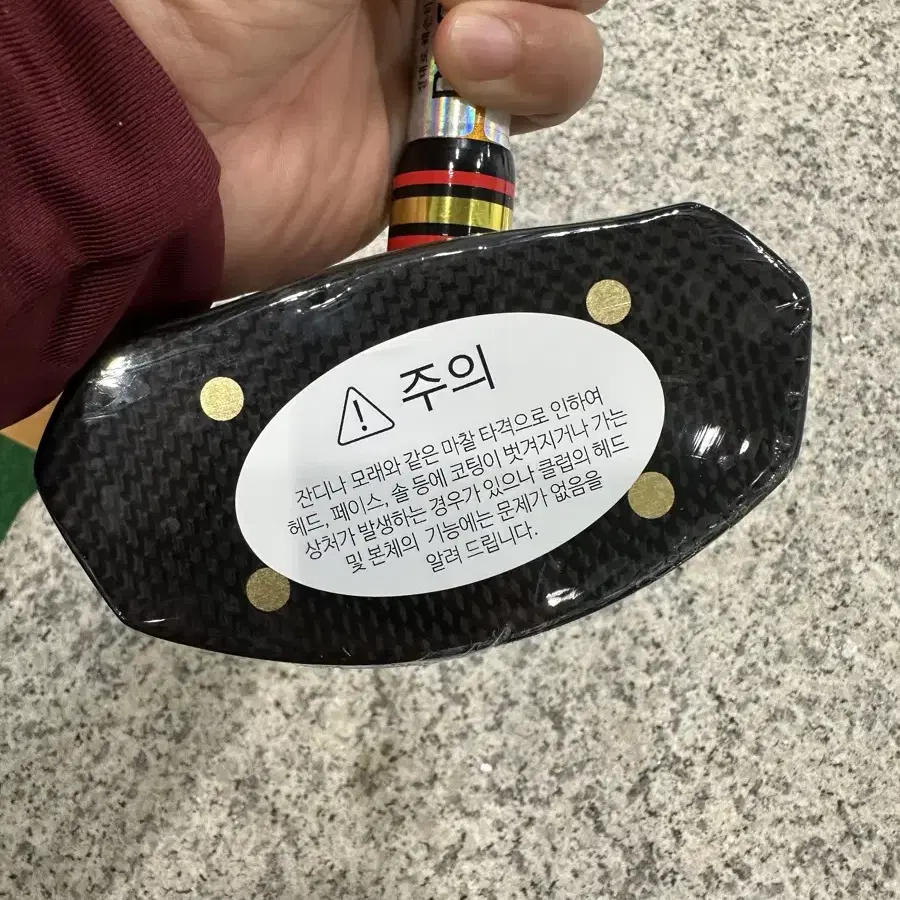 주의
잔디나 모래와 같은 마찰 타격으로 인하여
헤드, 페이스, 솔 등에 코팅이 벗겨지거나 가는
상처가 발생하는 경우가 있으나 클럽의 헤드
및 본체의 기능에는 문제가 없음을
알려 드립니다.